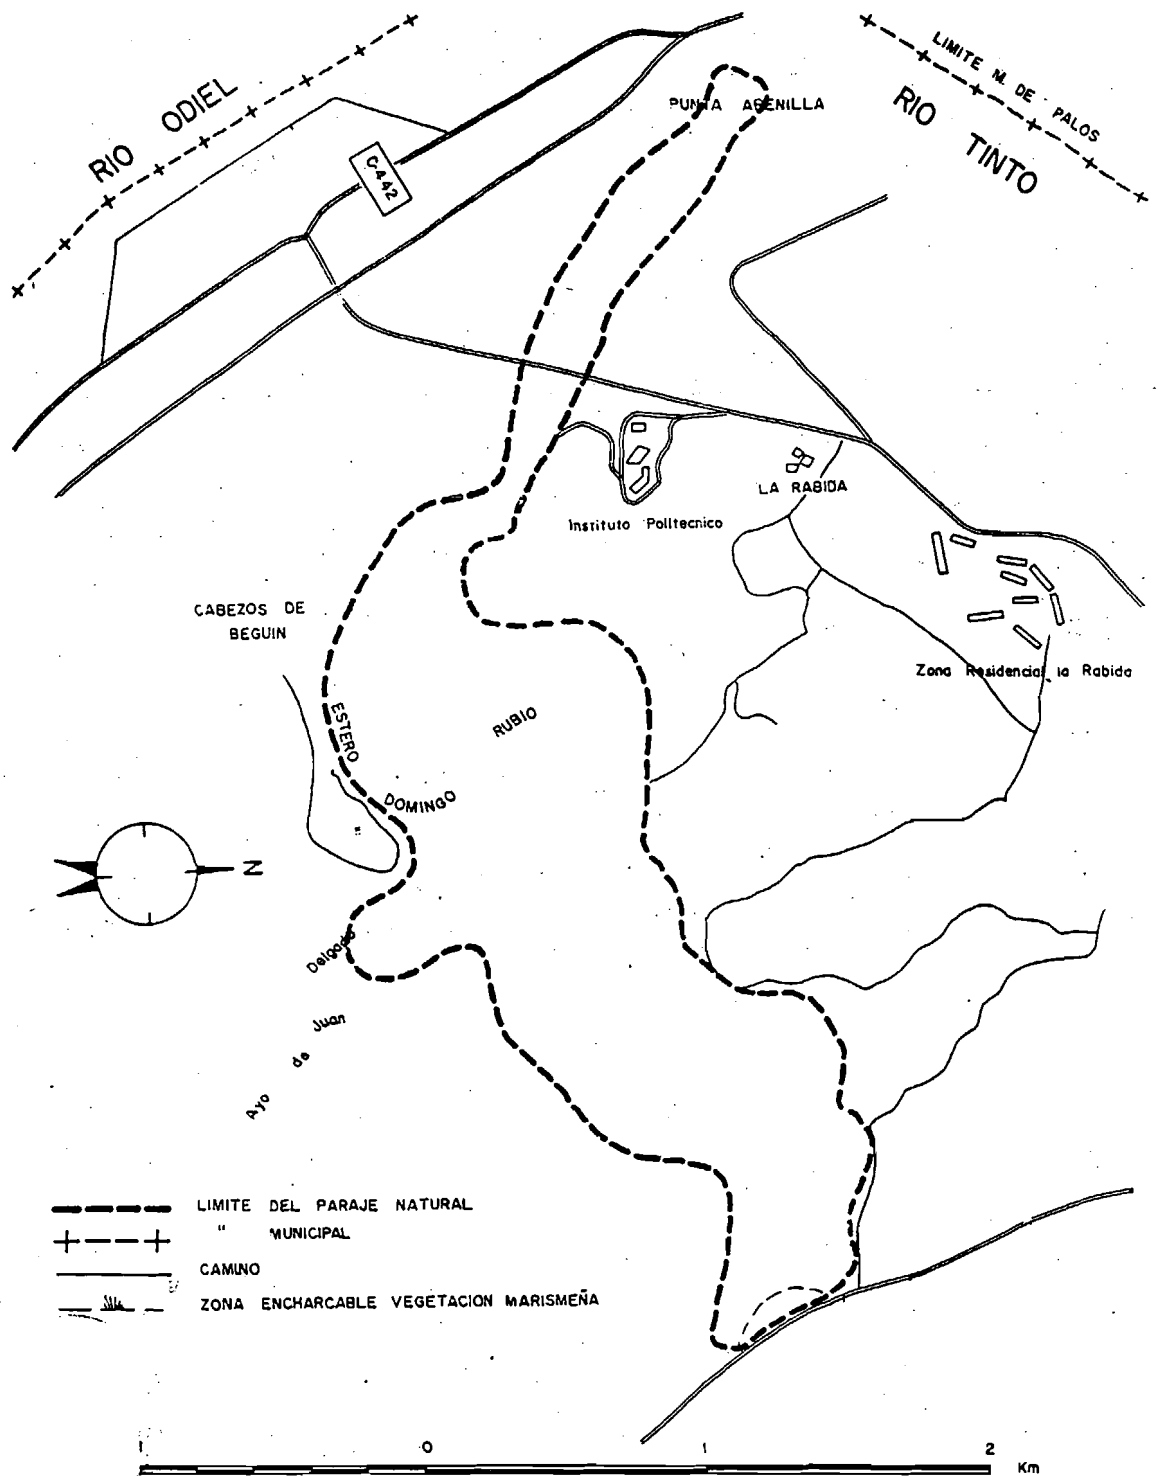 RIO ODIEL
LIMITE M. DE PALOS
RIO TINTO
PUNTA ARENILLA
C-442
LA RABIDA
Instituto Politecnico
CABEZOS DE
BEGUIN
Zona Residencial la Rabida
ESTERO
RUBIO
DOMINGO
N
Delgado
Juan
de
Ayo
LIMITE DEL PARAJE NATURAL
" MUNICIPAL
CAMINO
ZONA ENCHARCABLE VEGETACION MARISMEÑA
1 0 1 2
Km